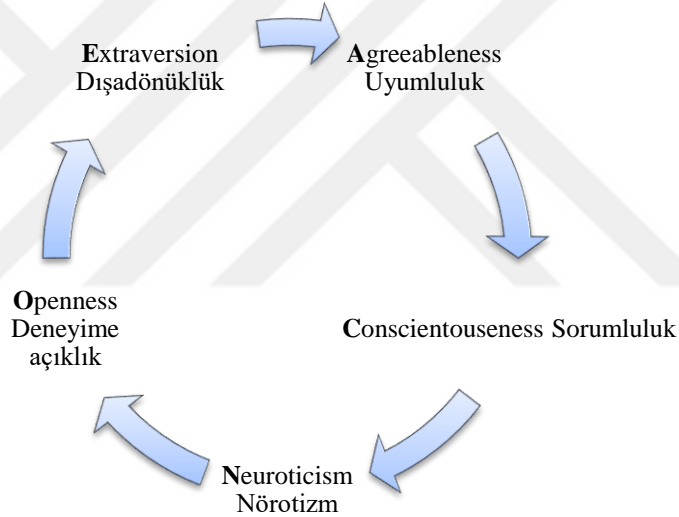 Extraversion
Dışadönüklük
Agreeableness
Uyumluluk
Openness
Deneyime
açıklık
Conscientouseness Sorumluluk
Neuroticism
Nörotizm